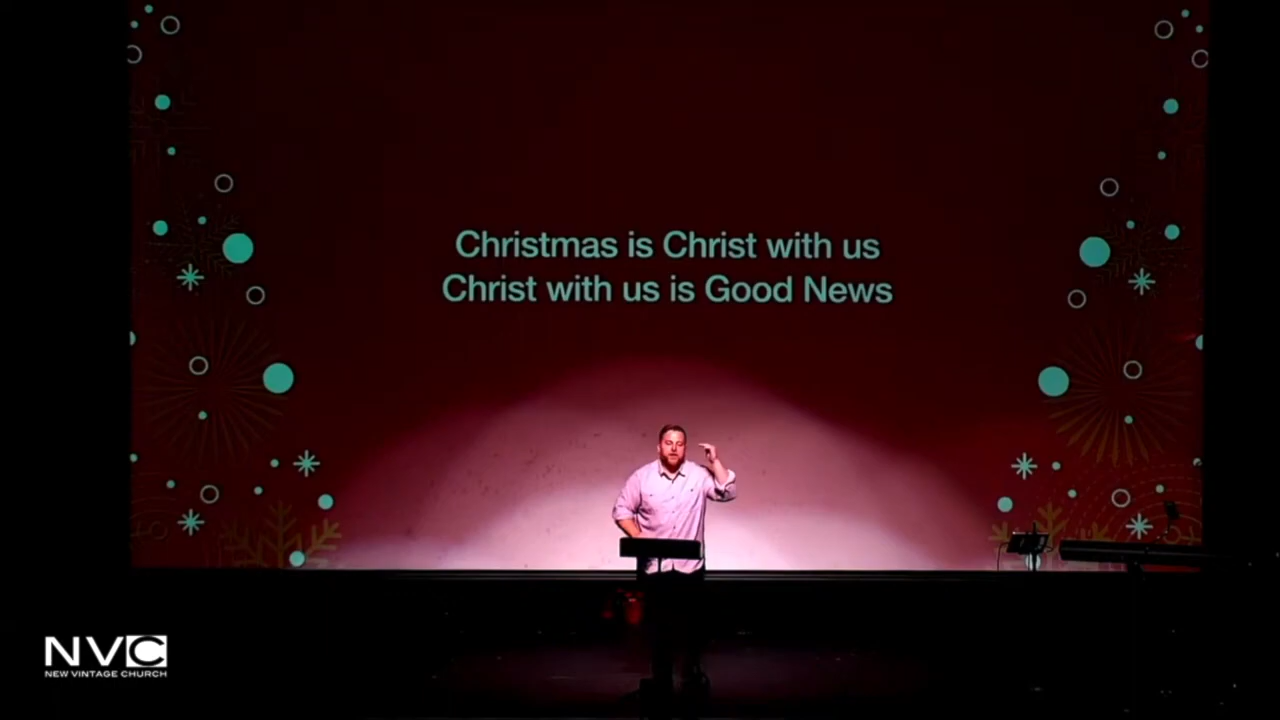 Christmas is Christ with us
Christ with us is Good News
NVC
NEW VINTAGE CHURCH